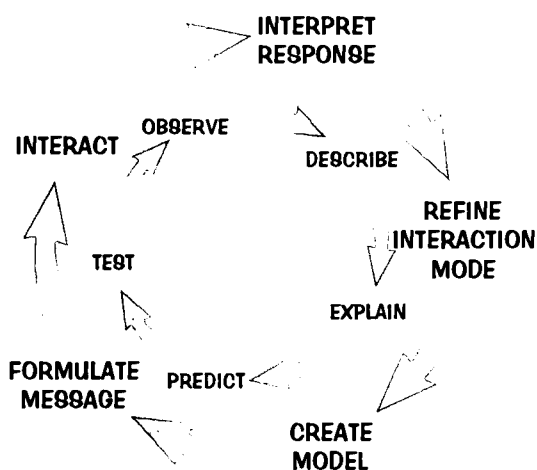 INTERPRET
RESPONSE
OBSERVE
INTERACT
DESCRIBE
REFINE
INTERACTION
MODE
TEST
EXPLAIN
FORMULATE
MESSAGE
PREDICT
CREATE
MODEL